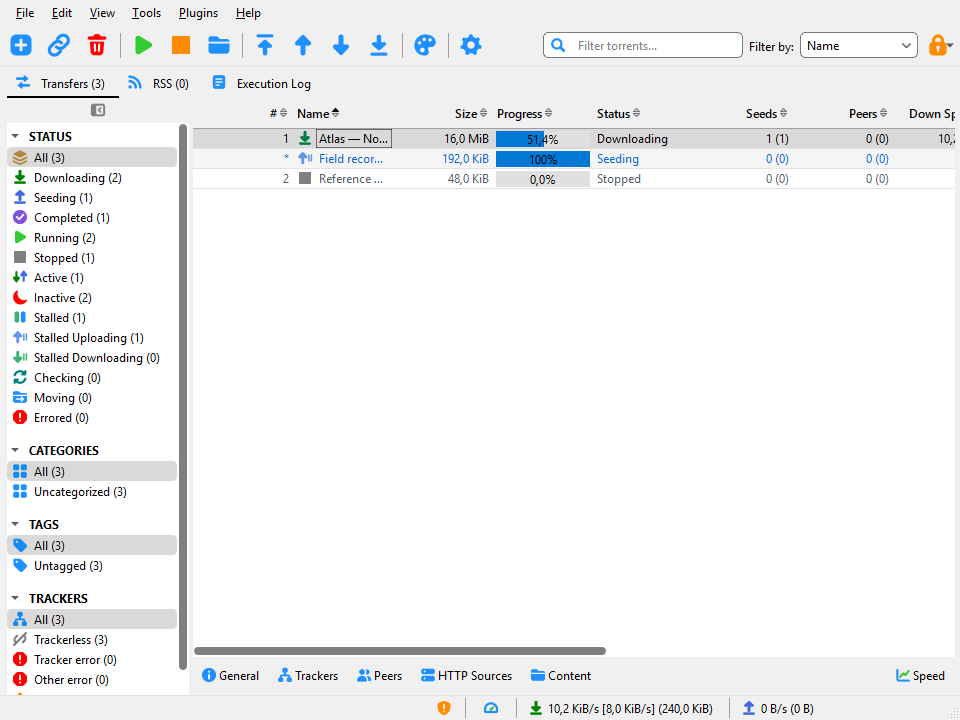 File Edit View Tools Plugins Help
Filter torrents... Filter by: Name
Transfers (3) RSS (0) Execution Log
# Name Size Progress Status Seeds Peers Down Sp
1 Atlas — No... 16,0 MiB 51,4% Downloading 1 (1) 0 (0) 10,
* Field recor... 192,0 KiB 100% Seeding 0 (0) 0 (0)
2 Reference ... 48,0 KiB 0,0% Stopped 0 (0) 0 (0)
STATUS
All (3)
Downloading (2)
Seeding (1)
Completed (1)
Running (2)
Stopped (1)
Active (1)
Inactive (2)
Stalled (1)
Stalled Uploading (1)
Stalled Downloading (0)
Checking (0)
Moving (0)
Errored (0)
CATEGORIES
All (3)
Uncategorized (3)
TAGS
All (3)
Untagged (3)
TRACKERS
All (3)
Trackerless (3)
Tracker error (0)
Other error (0)
General Trackers Peers HTTP Sources Content Speed
10,2 KiB/s [8,0 KiB/s] (240,0 KiB) 0 B/s (0 B)